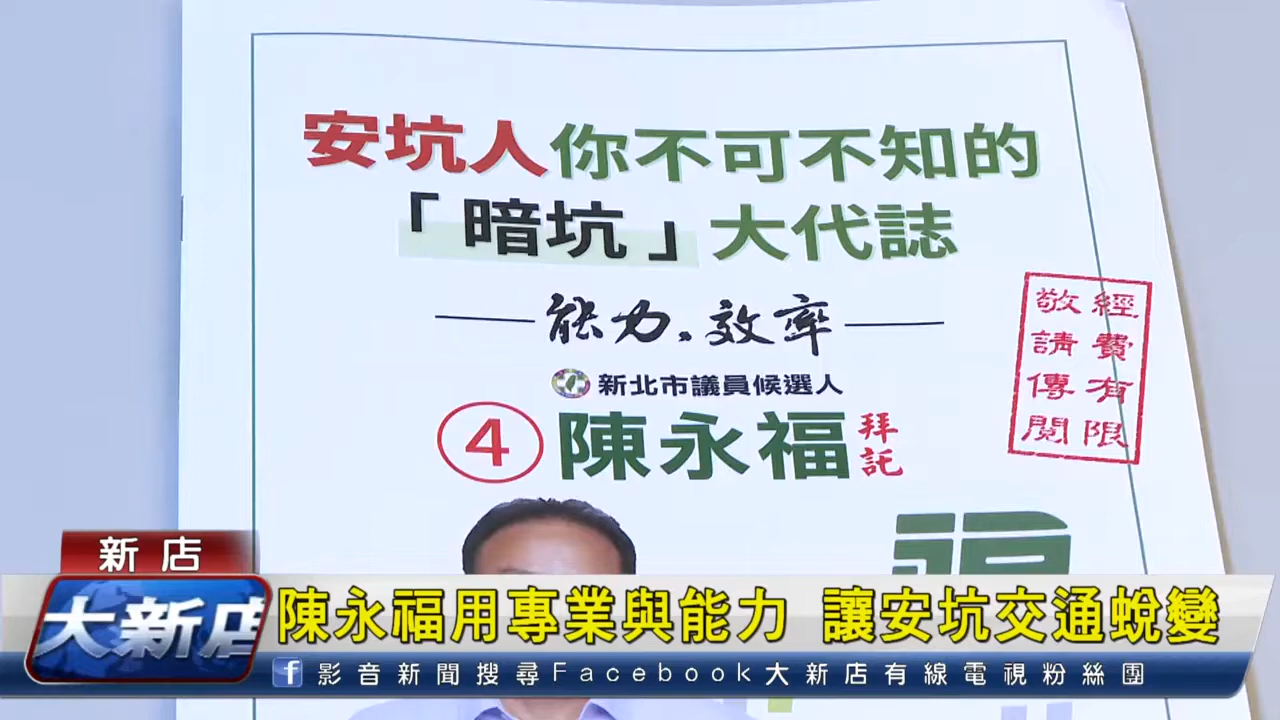 安坑人你不可不知的
「暗坑」大代誌
能力。效率
新北市議員候選人
4 陳永福 拜託
經費有限
敬請傳閱
福
新店
大新店
陳永福用專業與能力 讓安坑交通蛻變
影音新聞搜尋Facebook大新店有線電視粉絲團